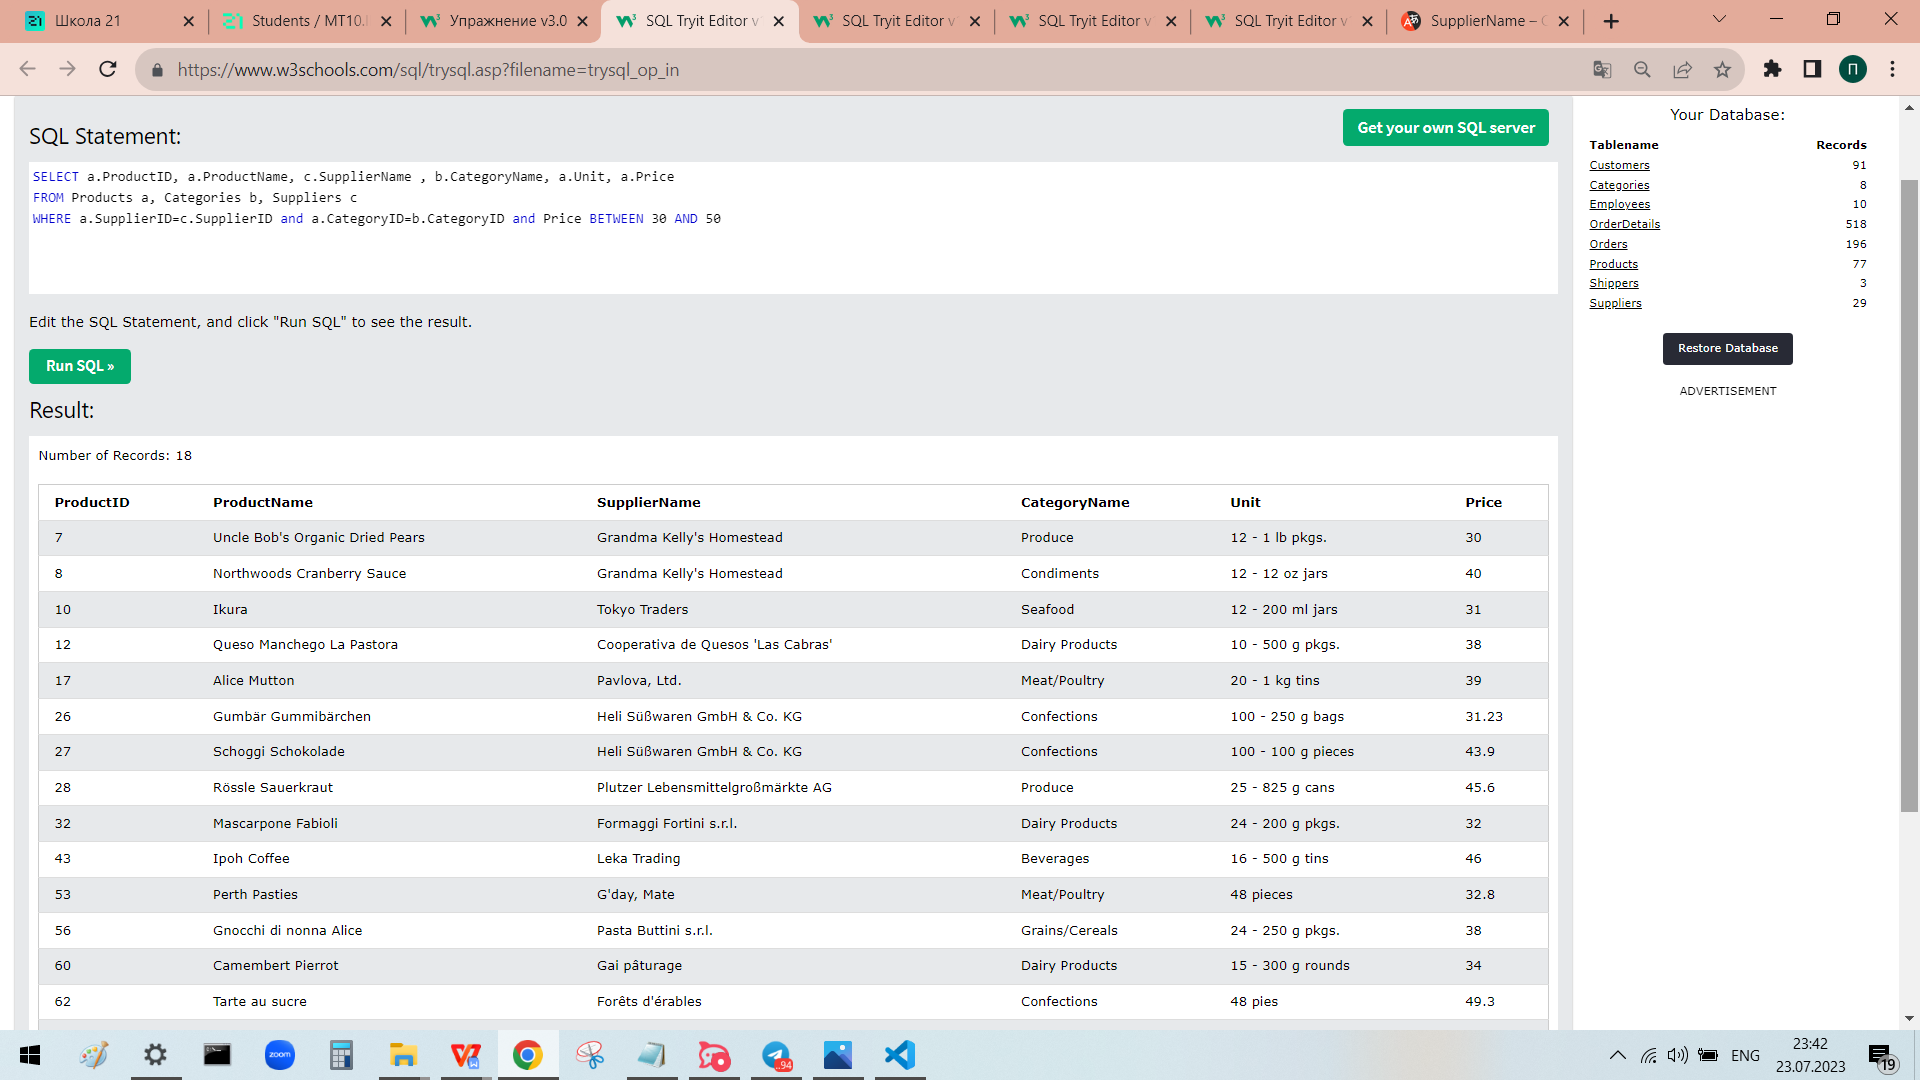 Школа 21
Students / MT10.
Упражнение v3.0
SQL Tryit Editor v
SQL Tryit Editor v
SQL Tryit Editor v
SQL Tryit Editor v
SupplierName –
https://www.w3schools.com/sql/trysql.asp?filename=trysql_op_in
П
SQL Statement:
Get your own SQL server
SELECT a.ProductID, a.ProductName, c.SupplierName , b.CategoryName, a.Unit, a.Price
FROM Products a, Categories b, Suppliers c
WHERE a.SupplierID=c.SupplierID and a.CategoryID=b.CategoryID and Price BETWEEN 30 AND 50
Edit the SQL Statement, and click "Run SQL" to see the result.
Run SQL »
Result:
Number of Records: 18
ProductID ProductName SupplierName CategoryName Unit Price
7 Uncle Bob's Organic Dried Pears Grandma Kelly's Homestead Produce 12 - 1 lb pkgs. 30
8 Northwoods Cranberry Sauce Grandma Kelly's Homestead Condiments 12 - 12 oz jars 40
10 Ikura Tokyo Traders Seafood 12 - 200 ml jars 31
12 Queso Manchego La Pastora Cooperativa de Quesos 'Las Cabras' Dairy Products 10 - 500 g pkgs. 38
17 Alice Mutton Pavlova, Ltd. Meat/Poultry 20 - 1 kg tins 39
26 Gumbär Gummibärchen Heli Süßwaren GmbH & Co. KG Confections 100 - 250 g bags 31.23
27 Schoggi Schokolade Heli Süßwaren GmbH & Co. KG Confections 100 - 100 g pieces 43.9
28 Rössle Sauerkraut Plutzer Lebensmittelgroßmärkte AG Produce 25 - 825 g cans 45.6
32 Mascarpone Fabioli Formaggi Fortini s.r.l. Dairy Products 24 - 200 g pkgs. 32
43 Ipoh Coffee Leka Trading Beverages 16 - 500 g tins 46
53 Perth Pasties G'day, Mate Meat/Poultry 48 pieces 32.8
56 Gnocchi di nonna Alice Pasta Buttini s.r.l. Grains/Cereals 24 - 250 g pkgs. 38
60 Camembert Pierrot Gai pâturage Dairy Products 15 - 300 g rounds 34
62 Tarte au sucre Forêts d'érables Confections 48 pies 49.3
Your Database:
Tablename Records
Customers 91
Categories 8
Employees 10
OrderDetails 518
Orders 196
Products 77
Shippers 3
Suppliers 29
Restore Database
ADVERTISEMENT
zoom
94
ENG
23:42
23.07.2023
19